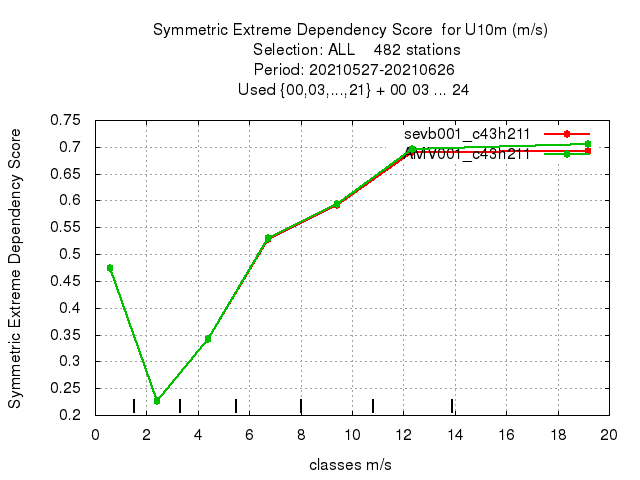 Symmetric Extreme Dependency Score for U10m (m/s)
Selection: ALL 482 stations
Period: 20210527-20210626
Used {00,03,...,21} + 00 03 ... 24
Symmetric Extreme Dependency Score
0.75
0.7
0.65
0.6
0.55
0.5
0.45
0.4
0.35
0.3
0.25
0.2
sevb001_c43h211
AMV001_c43h211
0 2 4 6 8 10 12 14 16 18 20
classes m/s